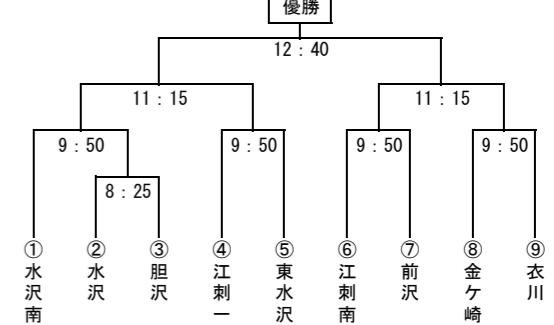 優勝
12：40
11：15
11：15
9：50
9：50
9：50
9：50
8：25
①水沢南
②水沢
③胆沢
④江刺一
⑤東水沢
⑥江刺南
⑦前沢
⑧金ケ崎
⑨衣川